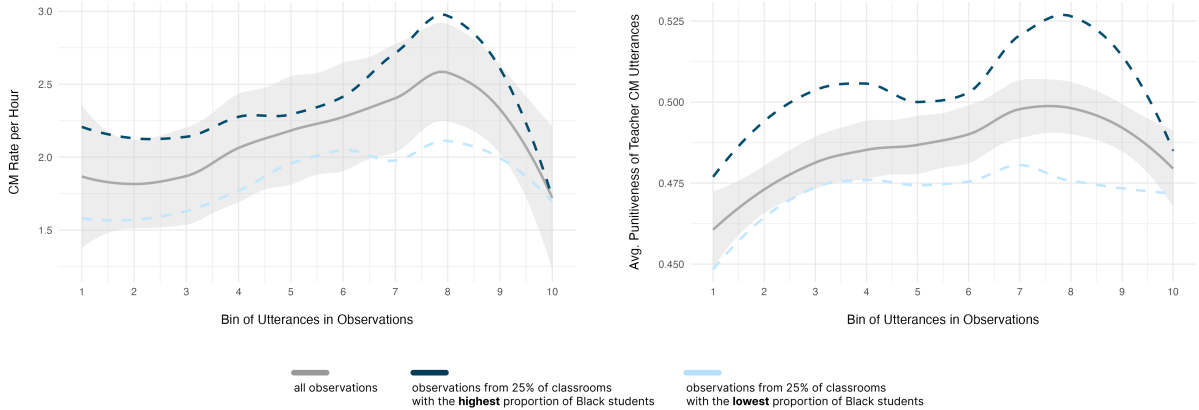 CM Rate per Hour
3.0
2.5
2.0
1.5
1 2 3 4 5 6 7 8 9 10
Bin of Utterances in Observations
Avg. Punitiveness of Teacher CM Utterances
0.525
0.500
0.475
0.450
1 2 3 4 5 6 7 8 9 10
Bin of Utterances in Observations
all observations
observations from 25% of classrooms
with the highest proportion of Black students
observations from 25% of classrooms
with the lowest proportion of Black students